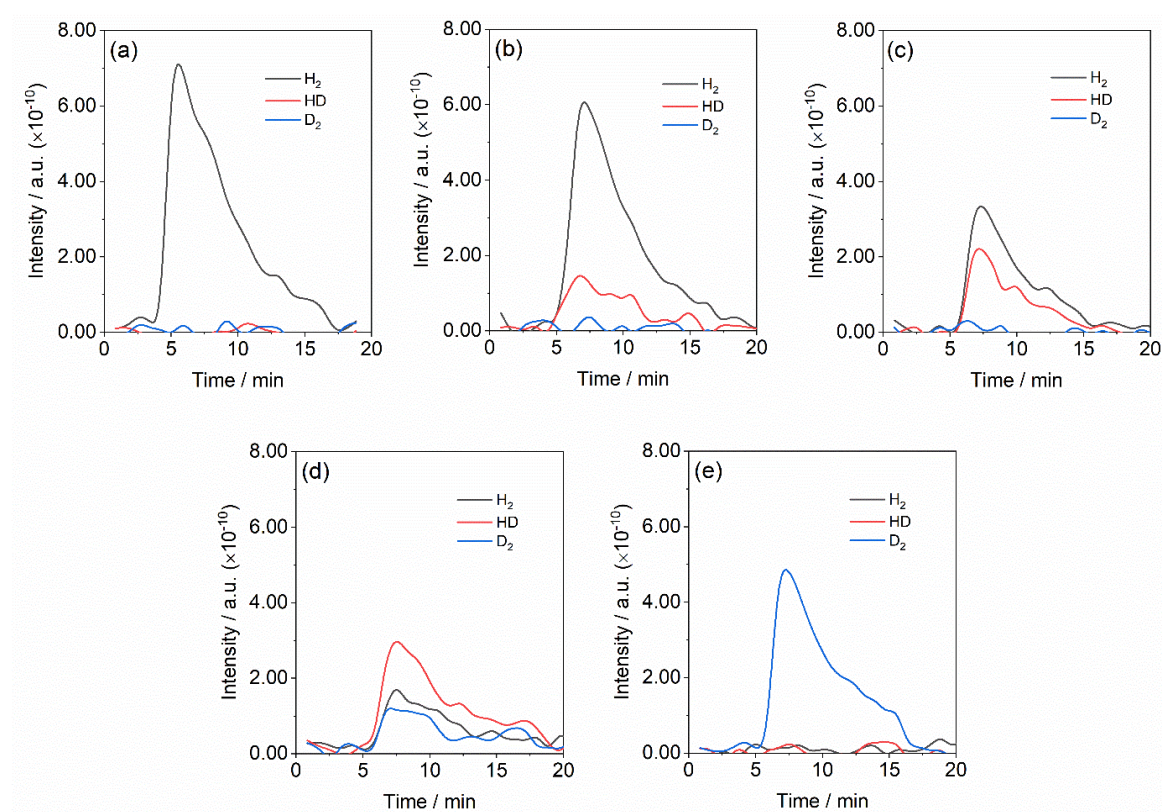 (a)
H₂
HD
D₂
8.00
6.00
4.00
2.00
0.00
0 5 10 15 20
Intensity / a.u. (×10⁻¹⁰)
Time / min
(b)
H₂
HD
D₂
8.00
6.00
4.00
2.00
0.00
0 5 10 15 20
Intensity / a.u. (×10⁻¹⁰)
Time / min
(c)
H₂
HD
D₂
8.00
6.00
4.00
2.00
0.00
0 5 10 15 20
Intensity / a.u. (×10⁻¹⁰)
Time / min
(d)
H₂
HD
D₂
8.00
6.00
4.00
2.00
0.00
0 5 10 15 20
Intensity / a.u. (×10⁻¹⁰)
Time / min
(e)
H₂
HD
D₂
8.00
6.00
4.00
2.00
0.00
0 5 10 15 20
Intensity / a.u. (×10⁻¹⁰)
Time / min